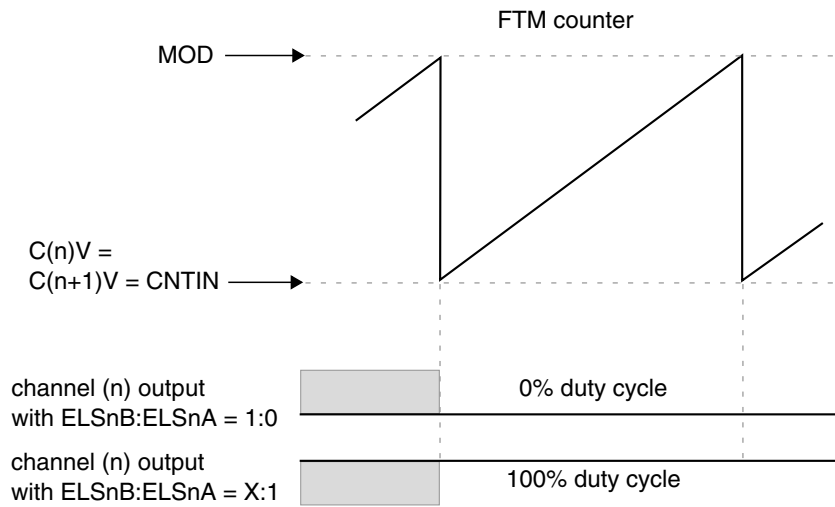 FTM counter
MOD
C(n)V =
C(n+1)V = CNTIN
channel (n) output
with ELSnB:ELSnA = 1:0
0% duty cycle
channel (n) output
with ELSnB:ELSnA = X:1
100% duty cycle